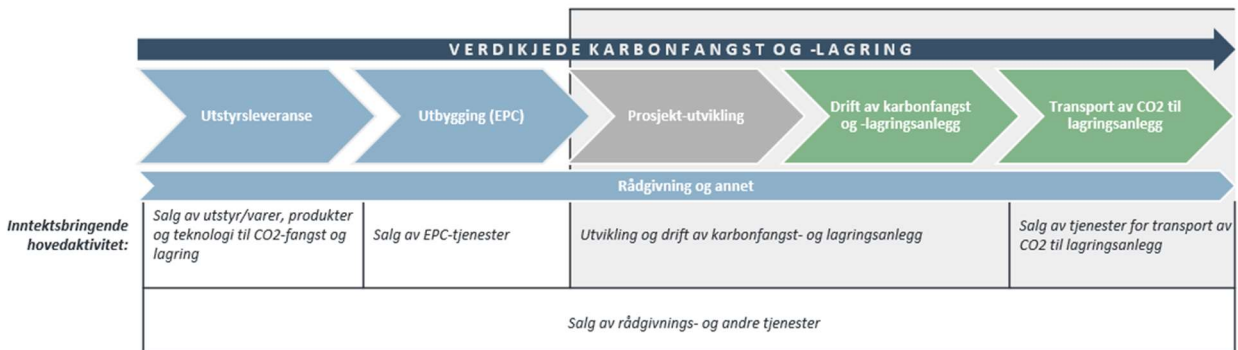 VERDIKJEDE KARBONFANGST OG -LAGRING
Utstyrsleveranse
Utbygging (EPC)
Prosjekt-utvikling
Drift av karbonfangst
og -lagringsanlegg
Transport av CO2 til
lagringsanlegg
Rådgivning og annet
Inntektsbringende
hovedaktivitet:
Salg av utstyr/varer, produkter
og teknologi til CO2-fangst og
lagring
Salg av EPC-tjenester
Utvikling og drift av karbonfangst- og lagringsanlegg
Salg av tjenester for transport av
CO2 til lagringsanlegg
Salg av rådgivnings- og andre tjenester